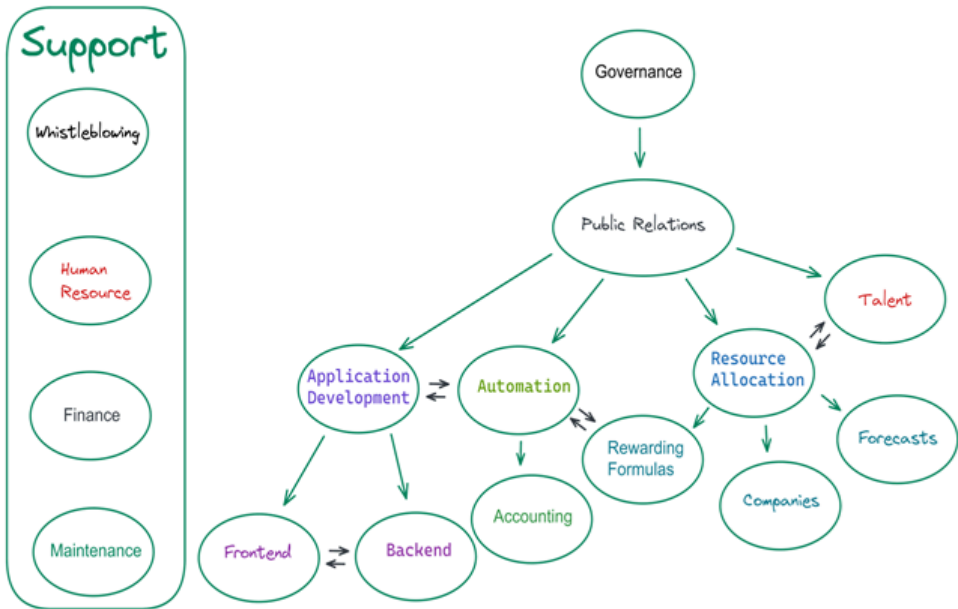 Support
Whistleblowing
Human
Resource
Finance
Maintenance
Governance
Public Relations
Talent
Application
Development
Automation
Resource
Allocation
Rewarding
Formulas
Forecasts
Companies
Accounting
Frontend
Backend